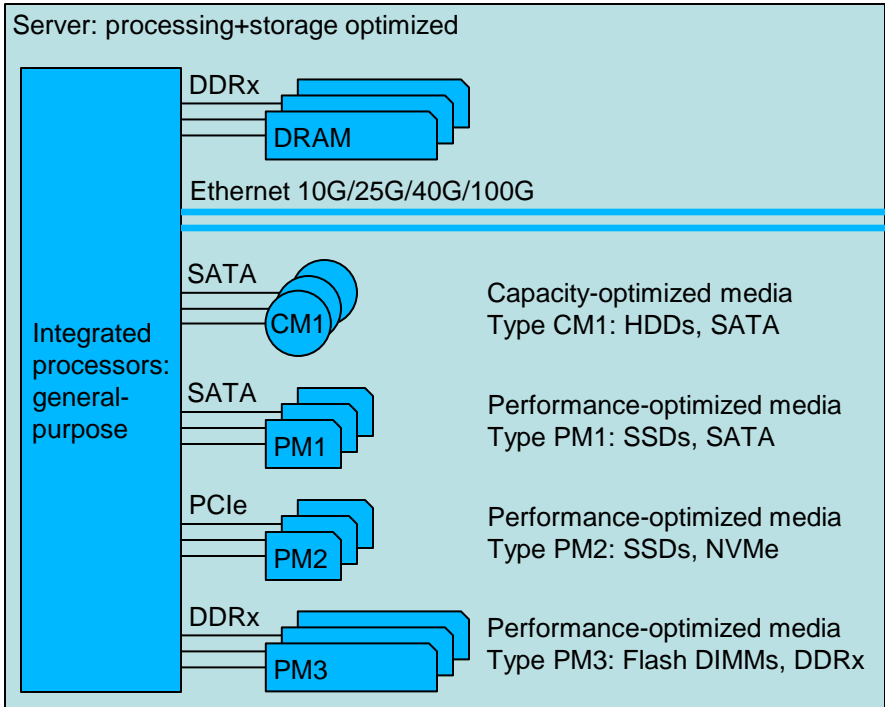 Server: processing+storage optimized
DDRx
DRAM
Ethernet 10G/25G/40G/100G
Integrated
processors:
general-
purpose
SATA
CM1
Capacity-optimized media
Type CM1: HDDs, SATA
SATA
PM1
Performance-optimized media
Type PM1: SSDs, SATA
PCIe
PM2
Performance-optimized media
Type PM2: SSDs, NVMe
DDRx
PM3
Performance-optimized media
Type PM3: Flash DIMMs, DDRx